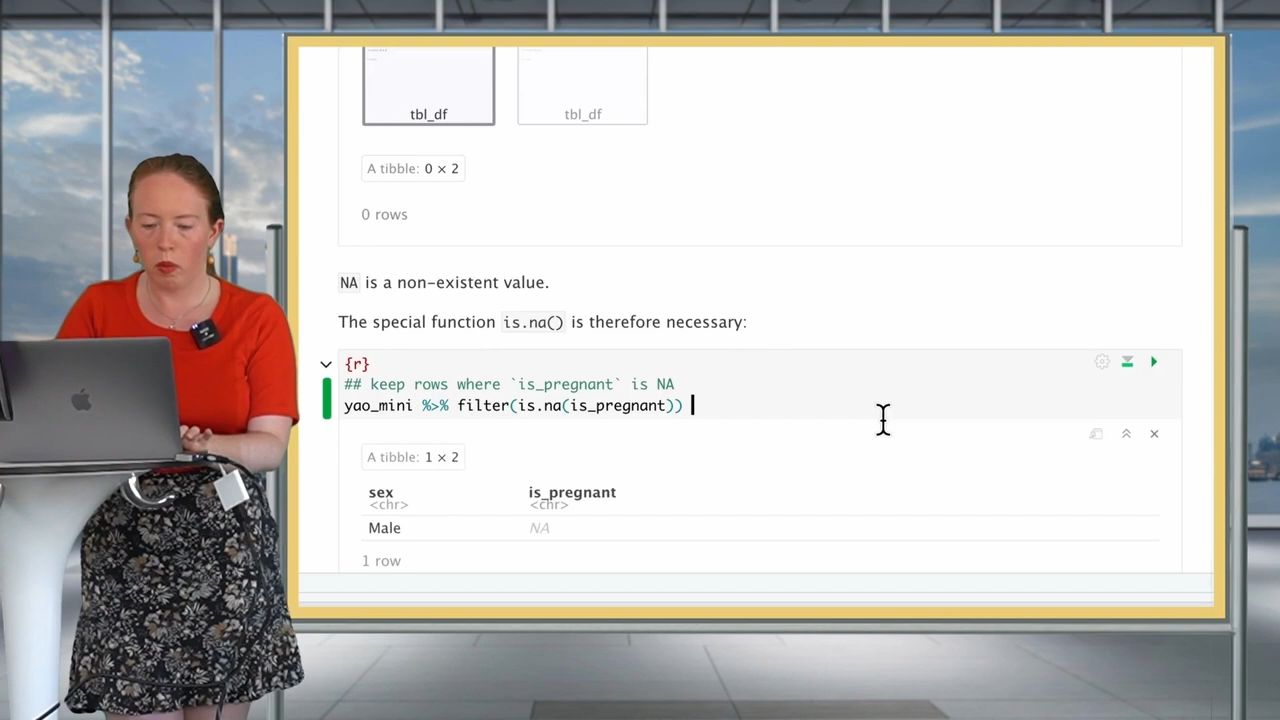 tbl_df
tbl_df
A tibble: 0 × 2
0 rows
NA is a non-existent value.
The special function is.na() is therefore necessary:
{r}
## keep rows where `is_pregnant` is NA
yao_mini %>% filter(is.na(is_pregnant))
A tibble: 1 × 2
sex is_pregnant
<chr> <chr>
Male NA
1 row